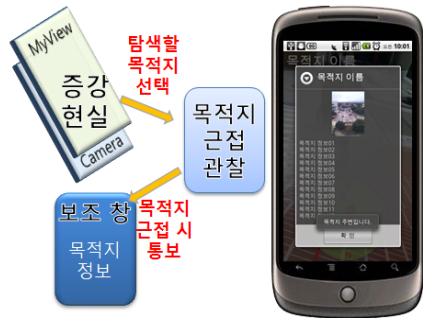 MyView
증강
현실
Camera
탐색할
목적지
선택
목적지
근접
관찰
목적지
근접 시
통보
보조 창
목적지
정보
오전 10:01
목적지 이름
목적지 이름
목적지 정보01
목적지 정보02
목적지 정보03
목적지 정보04
목적지 정보05
목적지 정보06
목적지 정보07
목적지 정보08
목적지 정보09
목적지 정보10
목적지 정보11
목적지
목적지 주변입니다.
확 인